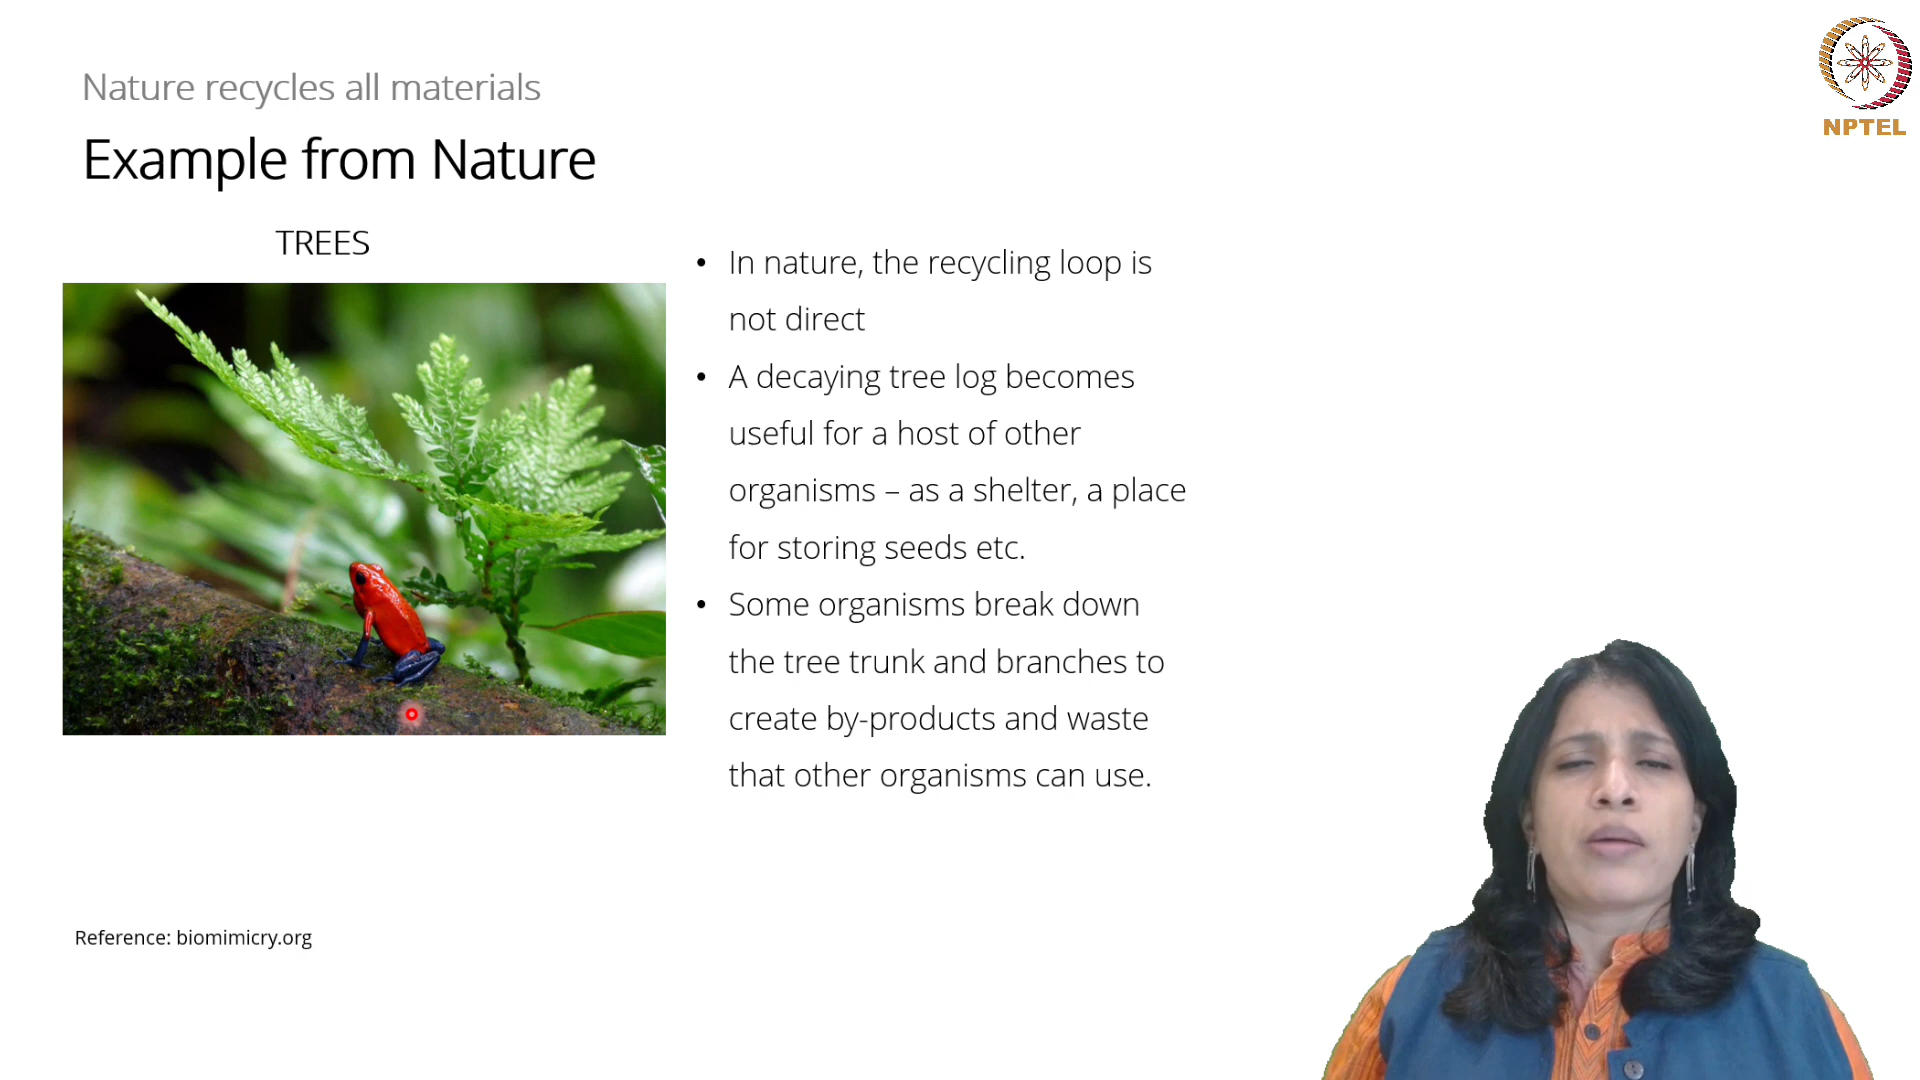 Nature recycles all materials
Example from Nature
NPTEL
TREES
• In nature, the recycling loop is
not direct
• A decaying tree log becomes
useful for a host of other
organisms – as a shelter, a place
for storing seeds etc.
• Some organisms break down
the tree trunk and branches to
create by-products and waste
that other organisms can use.
Reference: biomimicry.org